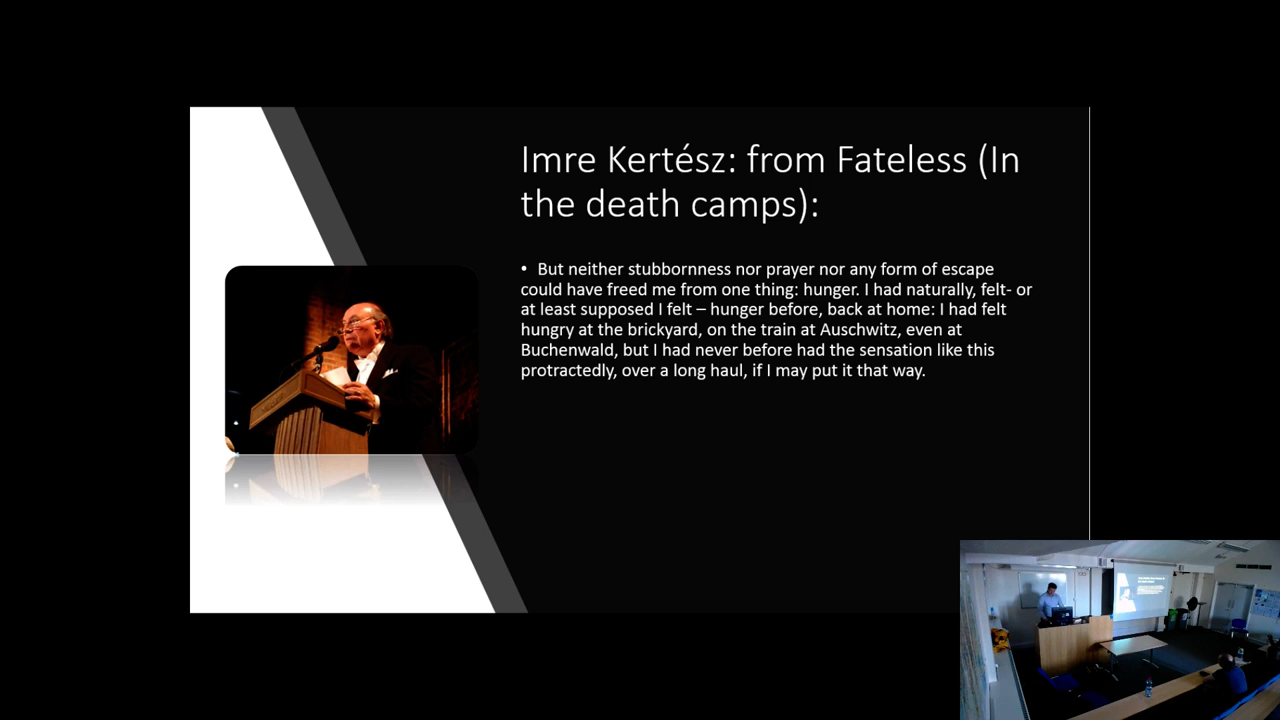 Imre Kertész: from Fateless (In
the death camps):
• But neither stubbornness nor prayer nor any form of escape
could have freed me from one thing: hunger. I had naturally, felt- or
at least supposed I felt – hunger before, back at home: I had felt
hungry at the brickyard, on the train at Auschwitz, even at
Buchenwald, but I had never before had the sensation like this
protractedly, over a long haul, if I may put it that way.